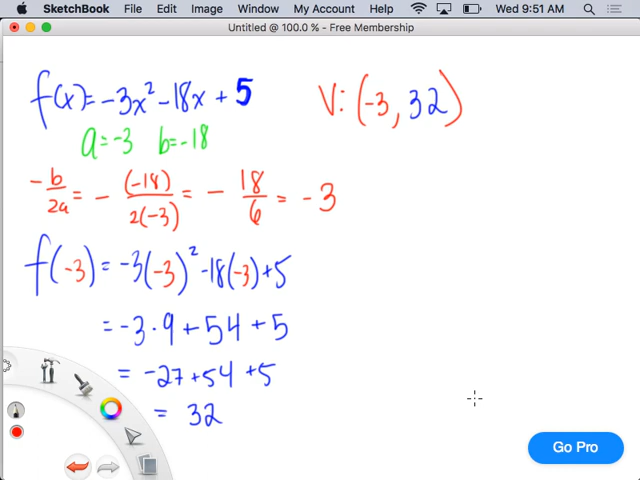 SketchBook File Edit Image Window My Account Help Wed 9:51 AM
Untitled @ 100.0 % - Free Membership
f(x) = -3x² - 18x + 5
V: (-3, 32)
a = -3 b = -18
-b/2a = - (-18)/2(-3) = - 18/6 = -3
f(-3) = -3(-3)² - 18(-3) + 5
= -3 · 9 + 54 + 5
= -27 + 54 + 5
= 32
Go Pro